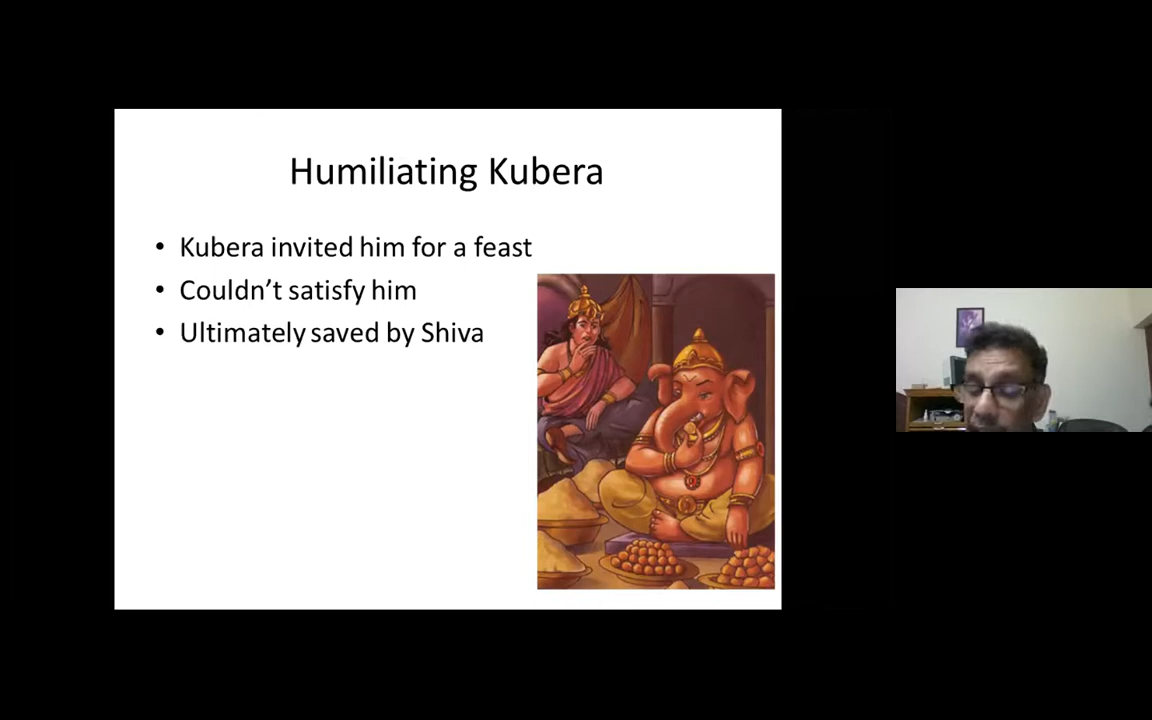 Humiliating Kubera
• Kubera invited him for a feast
• Couldn’t satisfy him
• Ultimately saved by Shiva